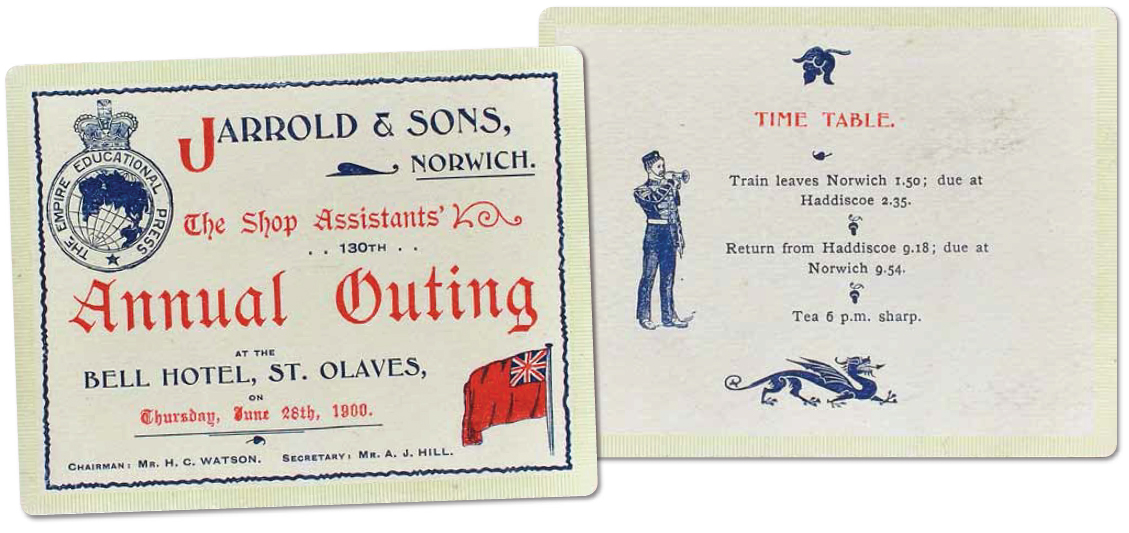 THE EMPIRE EDUCATIONAL PRESS
JARROLD & SONS,
NORWICH.
The Shop Assistants'
. . 130TH . .
Annual Outing
AT THE
BELL HOTEL, ST. OLAVES,
ON
Thursday, June 28th, 1900.
CHAIRMAN: MR. H. C. WATSON. SECRETARY: MR. A. J. HILL.
TIME TABLE.
Train leaves Norwich 1.50; due at
Haddiscoe 2.35.
Return from Haddiscoe 9.18; due at
Norwich 9.54.
Tea 6 p.m. sharp.